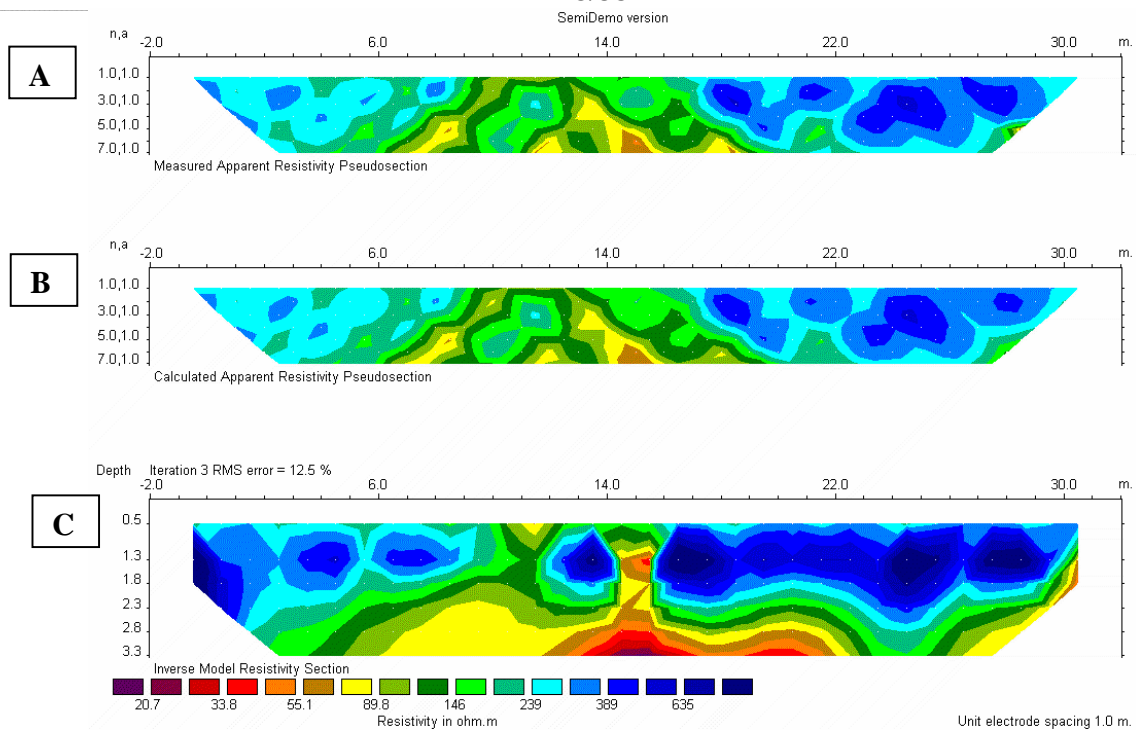 SemiDemo version
A
n,a -2.0 6.0 14.0 22.0 30.0 m.
1.0,1.0
3.0,1.0
5.0,1.0
7.0,1.0
Measured Apparent Resistivity Pseudosection
B
n,a -2.0 6.0 14.0 22.0 30.0 m.
1.0,1.0
3.0,1.0
5.0,1.0
7.0,1.0
Calculated Apparent Resistivity Pseudosection
Depth Iteration 3 RMS error = 12.5 %
C
-2.0 6.0 14.0 22.0 30.0 m.
0.5
1.3
1.8
2.3
2.8
3.3
Inverse Model Resistivity Section
20.7 33.8 55.1 89.8 146 239 389 635
Resistivity in ohm.m Unit electrode spacing 1.0 m.